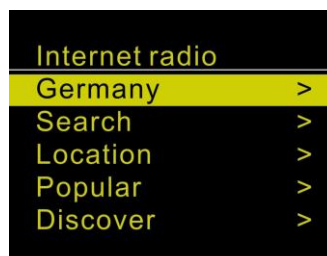 Internet radio
Germany >
Search >
Location >
Popular >
Discover >